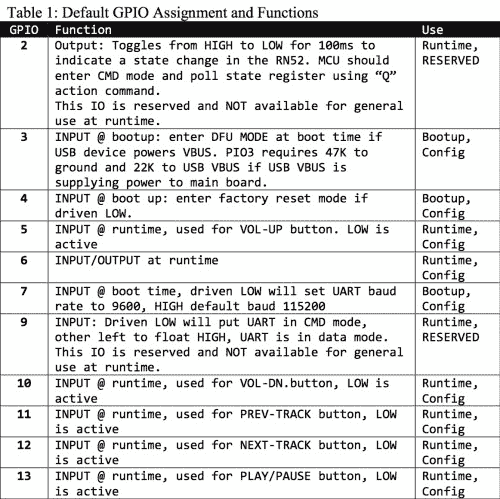 Table 1: Default GPIO Assignment and Functions
GPIO Function Use
2 Output: Toggles from HIGH to LOW for 100ms to Runtime,
indicate a state change in the RN52. MCU should RESERVED
enter CMD mode and poll state register using “Q”
action command.
This IO is reserved and NOT available for general
use at runtime.
3 INPUT @ bootup: enter DFU MODE at boot time if Bootup,
USB device powers VBUS. PIO3 requires 47K to Config
ground and 22K to USB VBUS if USB VBUS is
supplying power to main board.
4 INPUT @ boot up: enter factory reset mode if Bootup,
driven LOW. Config
5 INPUT @ runtime, used for VOL-UP button. LOW is Runtime,
active Config
6 INPUT/OUTPUT at runtime Runtime,
Config
7 INPUT @ boot time, driven LOW will set UART baud Bootup,
rate to 9600, HIGH default baud 115200 Config
9 INPUT: Driven LOW will put UART in CMD mode, Runtime,
other left to float HIGH, UART is in data mode. RESERVED
This IO is reserved and NOT available for general
use at runtime.
10 INPUT @ runtime, used for VOL-DN.button, LOW is Runtime,
active Config
11 INPUT @ runtime, used for PREV-TRACK button, LOW Runtime,
is active Config
12 INPUT @ runtime, used for NEXT-TRACK button, LOW Runtime,
is active Config
13 INPUT @ runtime, used for PLAY/PAUSE button, LOW Runtime,
is active Config